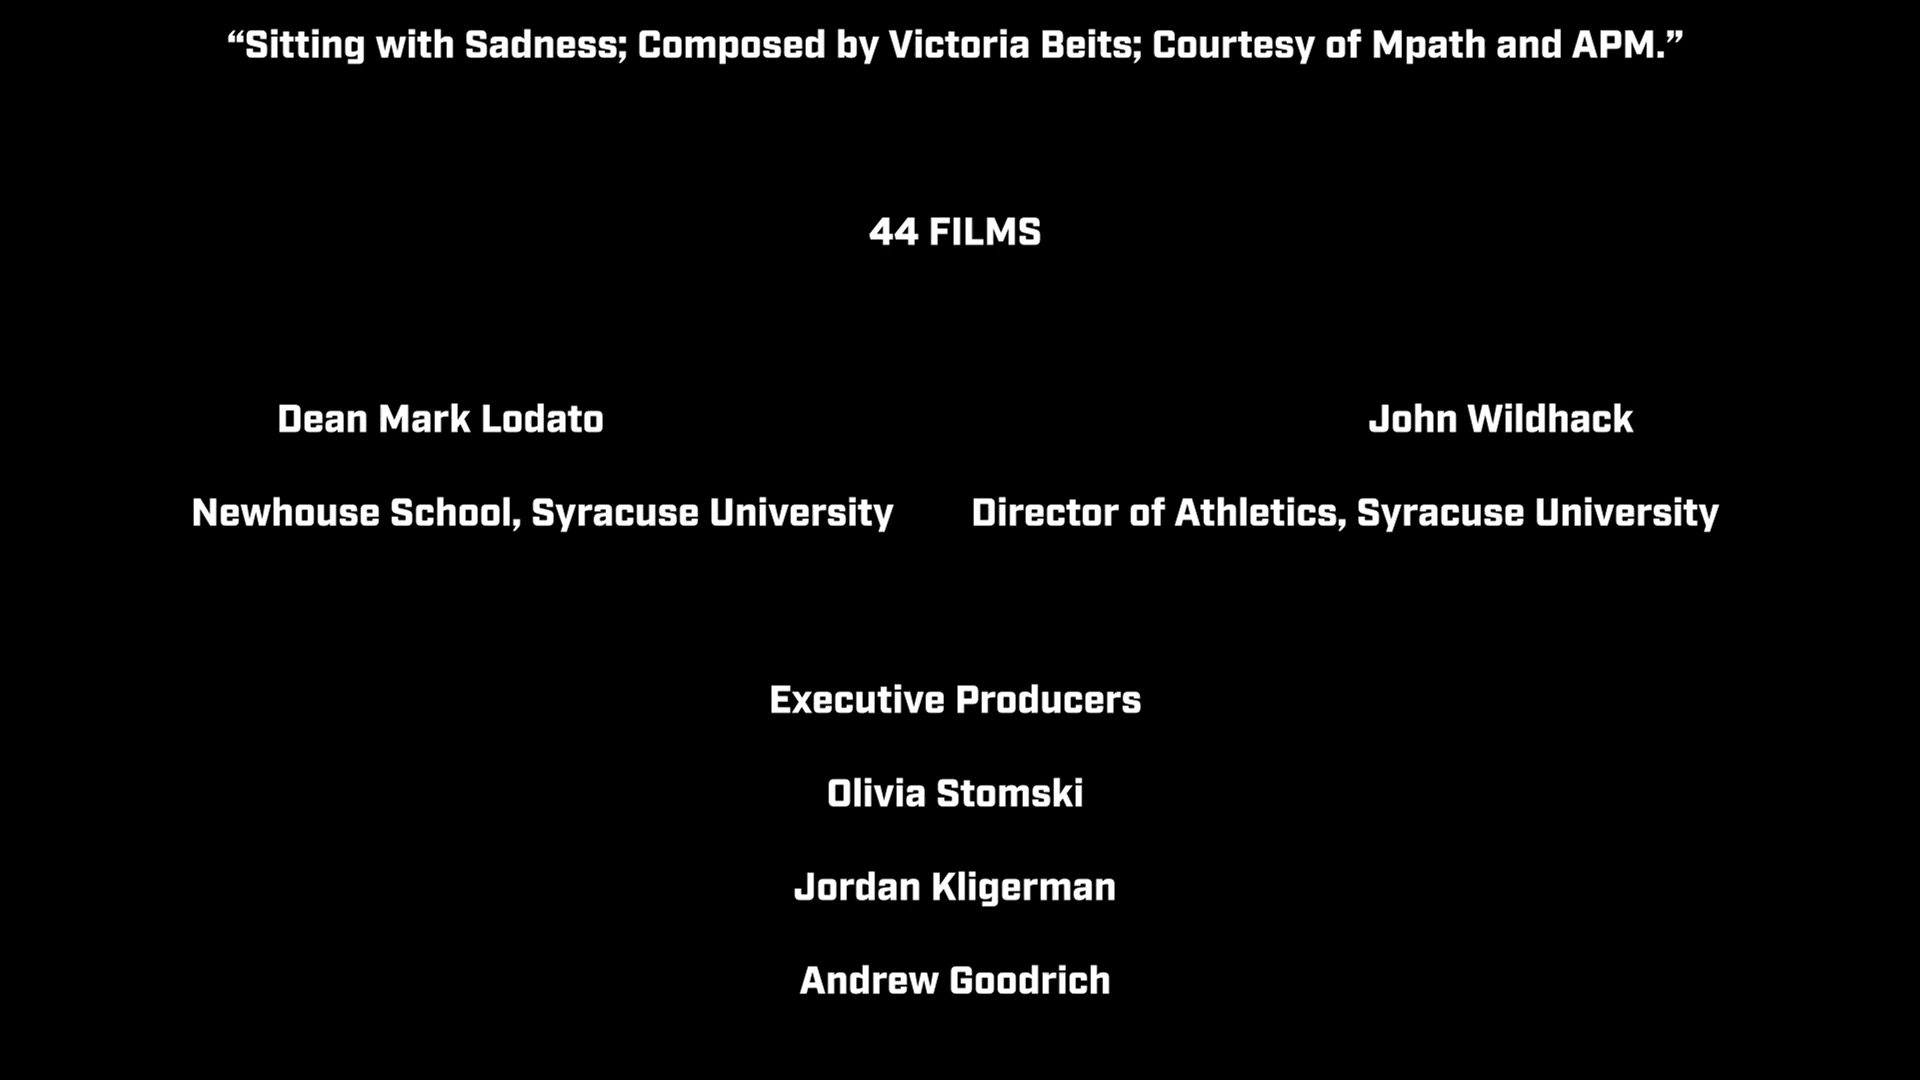 “Sitting with Sadness; Composed by Victoria Beits; Courtesy of Mpath and APM.”
44 FILMS
Dean Mark Lodato
John Wildhack
Newhouse School, Syracuse University
Director of Athletics, Syracuse University
Executive Producers
Olivia Stomski
Jordan Kligerman
Andrew Goodrich